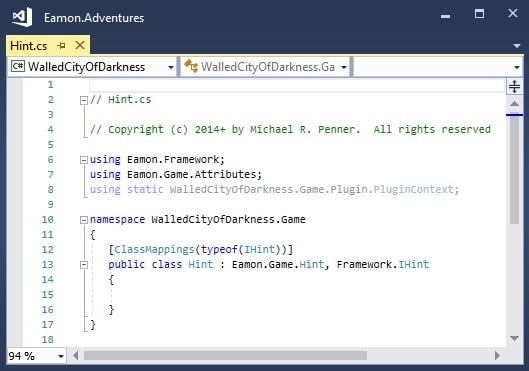 Eamon.Adventures
Hint.cs
WalledCityOfDarkness WalledCityOfDarkness.Ga
1
2 // Hint.cs
3
4 // Copyright (c) 2014+ by Michael R. Penner.  All rights reserved
5
6 using Eamon.Framework;
7 using Eamon.Game.Attributes;
8 using static WalledCityOfDarkness.Game.Plugin.PluginContext;
9
10 namespace WalledCityOfDarkness.Game
11 {
12     [ClassMappings(typeof(IHint))]
13     public class Hint : Eamon.Game.Hint, Framework.IHint
14     {
15
16     }
17 }
94 %